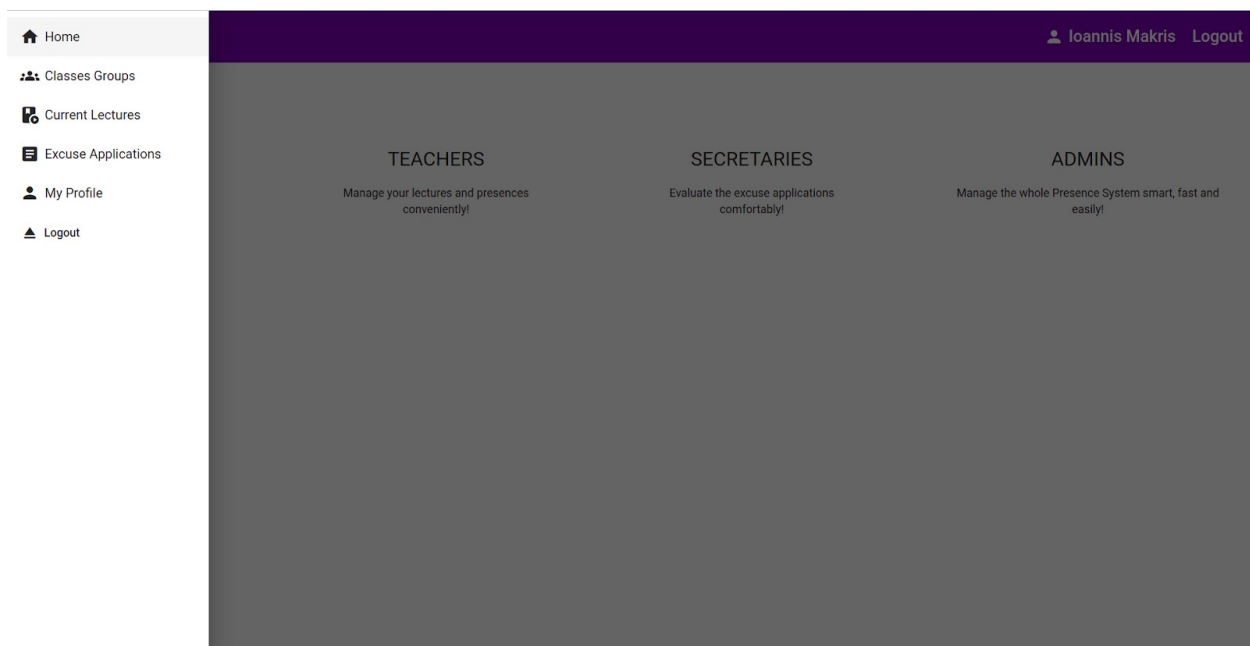 Home
Classes Groups
Current Lectures
Excuse Applications
My Profile
Logout
Ioannis Makris Logout
TEACHERS
Manage your lectures and presences
conveniently!
SECRETARIES
Evaluate the excuse applications
comfortably!
ADMINS
Manage the whole Presence System smart, fast and
easily!